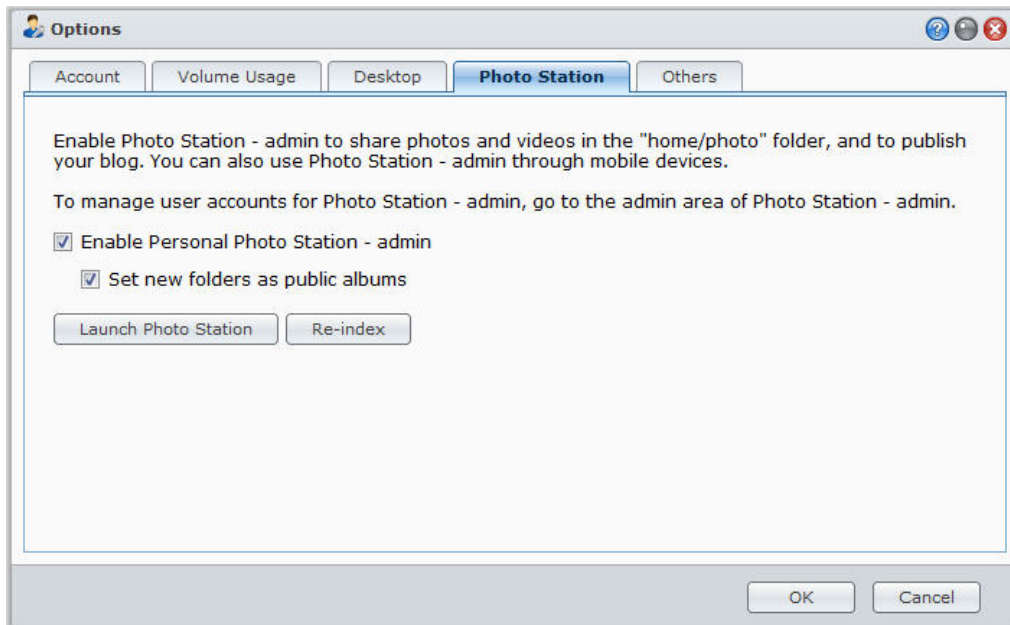 Options
Account
Volume Usage
Desktop
Photo Station
Others
Enable Photo Station - admin to share photos and videos in the "home/photo" folder, and to publish
your blog. You can also use Photo Station - admin through mobile devices.
To manage user accounts for Photo Station - admin, go to the admin area of Photo Station - admin.
Enable Personal Photo Station - admin
Set new folders as public albums
Launch Photo Station
Re-index
OK
Cancel